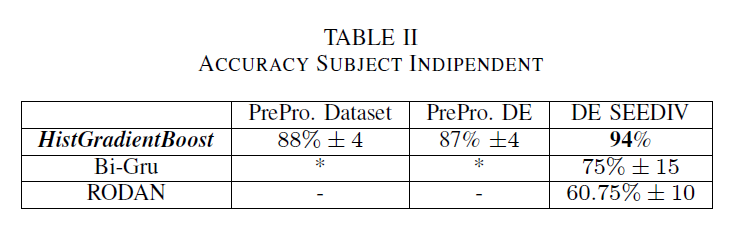 TABLE II
ACCURACY SUBJECT INDIPENDENT
PrePro. Dataset PrePro. DE DE SEEDIV
HistGradientBoost 88% ± 4 87% ±4 94%
Bi-Gru * * 75% ± 15
RODAN - - 60.75% ± 10